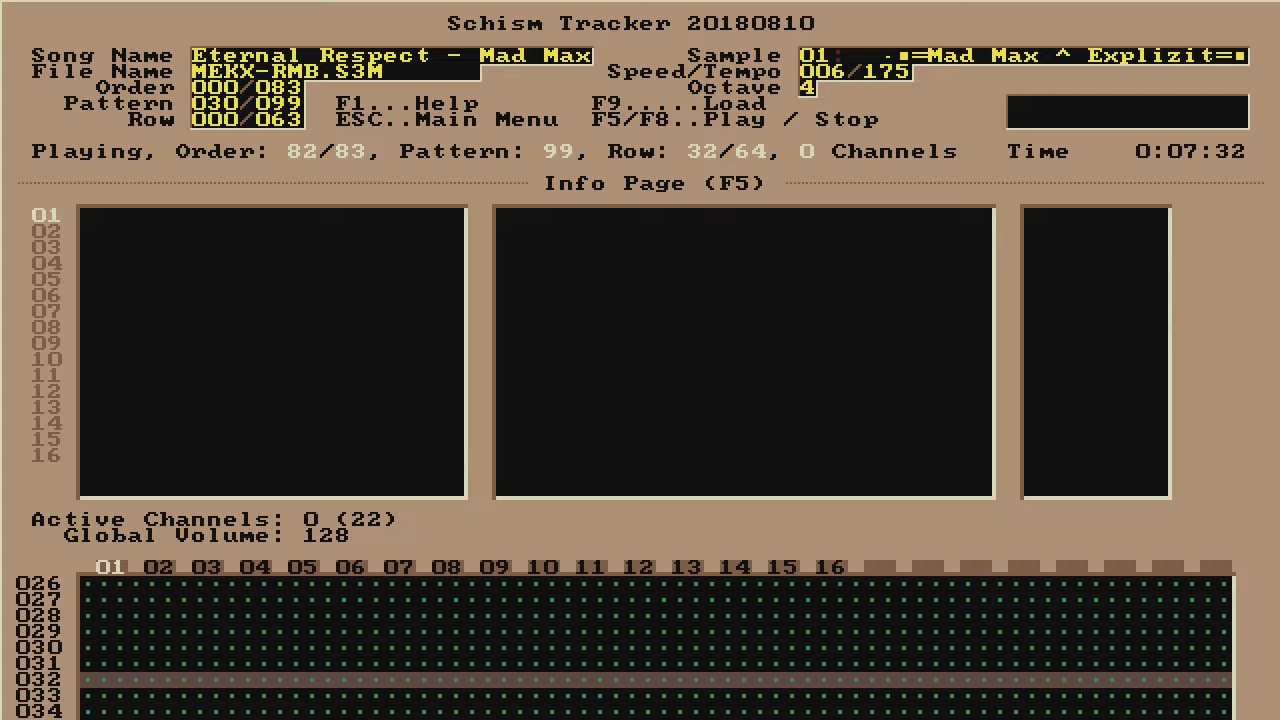 Schism Tracker 20180810
Song Name Eternal Respect - Mad Max Sample 01: .■=Mad Max ^ Explizit=■
File Name MEKX-RMB.S3M Speed/Tempo 006/175
Order 000/083 Octave 4
Pattern 030/099 F1...Help F9.....Load
Row 000/063 ESC..Main Menu F5/F8..Play / Stop
Playing, Order: 82/83, Pattern: 99, Row: 32/64, 0 Channels Time 0:07:32
Info Page (F5)
01
02
03
04
05
06
07
08
09
10
11
12
13
14
15
16
Active Channels: 0 (22)
Global Volume: 128
01 02 03 04 05 06 07 08 09 10 11 12 13 14 15 16
026
027
028
029
030
031
032
033
034